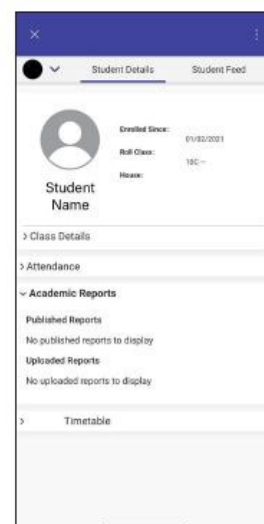 Student Details Student Feed
Enrolled Since:
01/02/2021
Roll Class:
10C --
House:
Student
Name
> Class Details
> Attendance
Academic Reports
Published Reports
No published reports to display
Uploaded Reports
No uploaded reports to display
> Timetable